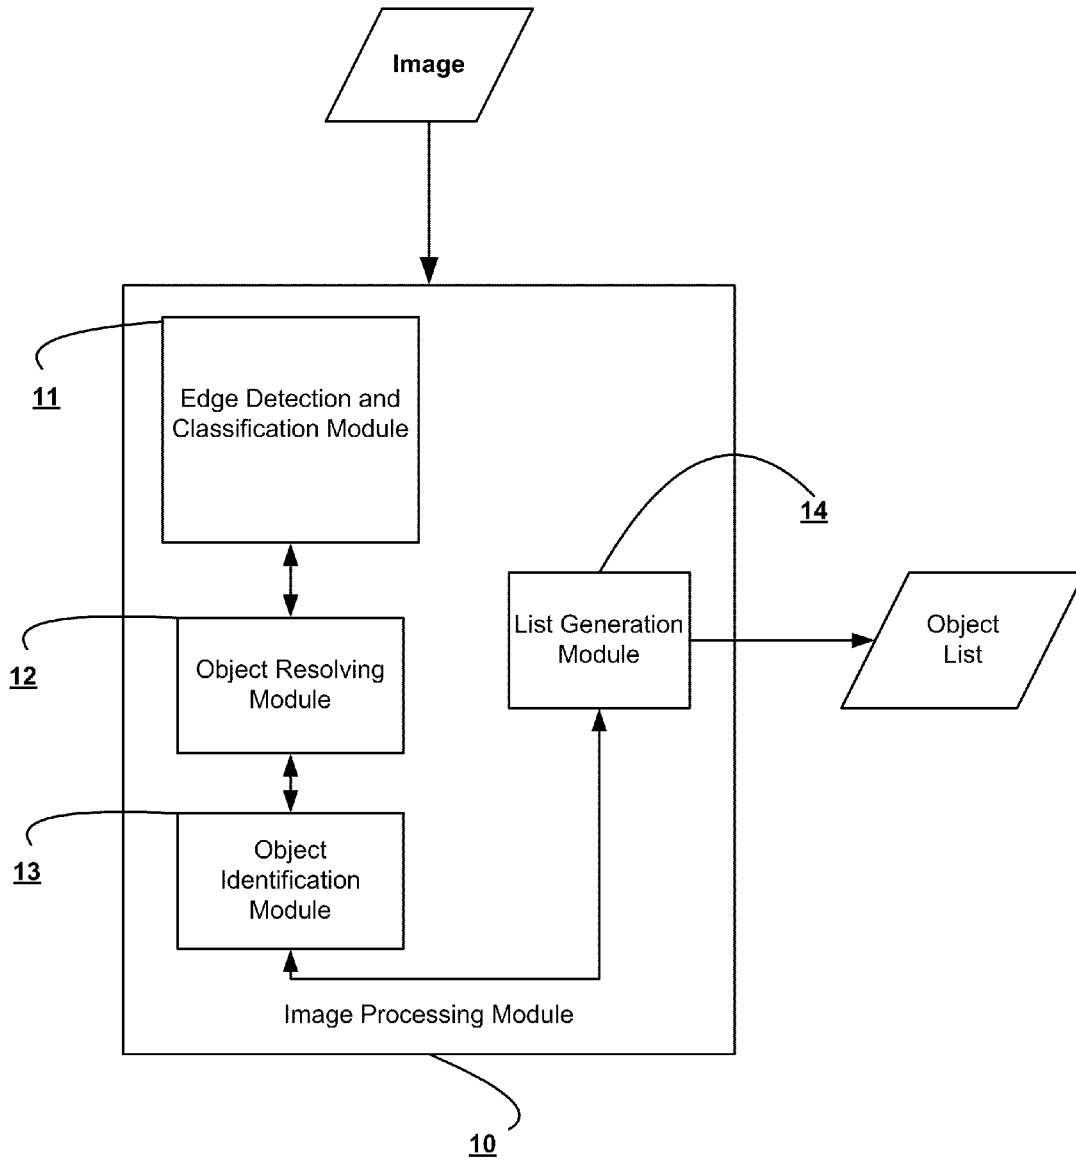 Image
11
Edge Detection and
Classification Module
14
List Generation
Module
Object
List
12
Object Resolving
Module
13
Object
Identification
Module
Image Processing Module
10